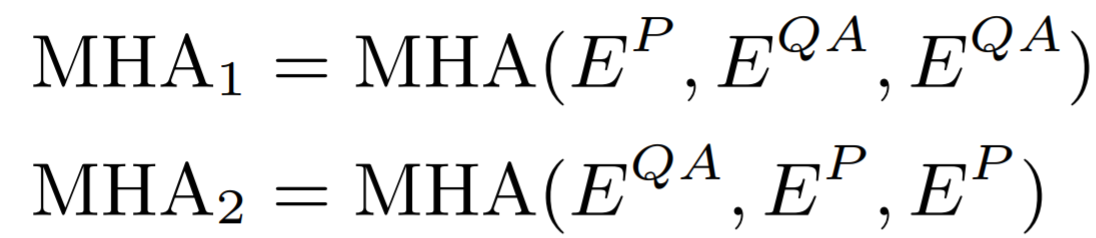 MHA₁ = MHA(E^P, E^{QA}, E^{QA})
MHA₂ = MHA(E^{QA}, E^P, E^P)